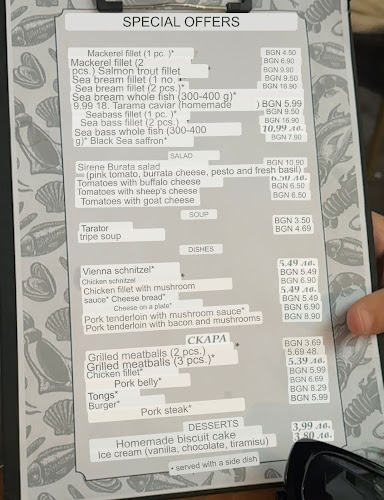 SPECIAL OFFERS
Mackerel fillet (1 pc. )* BGN 4.50
Mackerel fillet (2 BGN 6.90
pcs.) Salmon trout fillet * BGN 9.90
Sea bream fillet (1 no. * BGN 9.50
Sea bream fillet (2 pcs.)* BGN 16.90
Sea bream whole fish (300-400 g)*
9.99 18. Tarama caviar (homemade ) BGN 5.99
Seabass fillet (1 pc. )* BGN 9.50
Sea bass fillet (2 pcs.) * BGN 16.90
Sea bass whole fish (300-400 10,99 лв.
g)* Black Sea saffron* BGN 7.90
SALAD
Sirene Burata salad BGN 10.90
(pink tomato, burrata cheese, pesto and fresh basil)
Tomatoes with buffalo cheese 6.50 лв.
Tomatoes with sheep's cheese BGN 6.50
Tomatoes with goat cheese BGN 6.50
SOUP
Tarator BGN 3.50
tripe soup BGN 4.69
DISHES
Vienna schnitzel* 5.49 лв.
Chicken schnitzel * BGN 5.49
Chicken fillet with mushroom BGN 6.90
sauce* Cheese bread* 5.49 лв.
Cheese on a plate* BGN 5.49
Pork tenderloin with mushroom sauce* BGN 6.90
Pork tenderloin with bacon and mushrooms BGN 8.90
СКАРА
Grilled meatballs (2 pcs.) * BGN 3.69
Grilled meatballs (3 pcs.)* 5.69 48.
Chicken fillet* 5.39 лв.
Pork belly* BGN 5.99
Tongs* BGN 6.69
Burger* BGN 8.29
Pork steak* BGN 5.99
DESSERTS
Homemade biscuit cake 3,99 лв.
Ice cream (vanilla, chocolate, tiramisu) 3.80 лв.
* served with a side dish